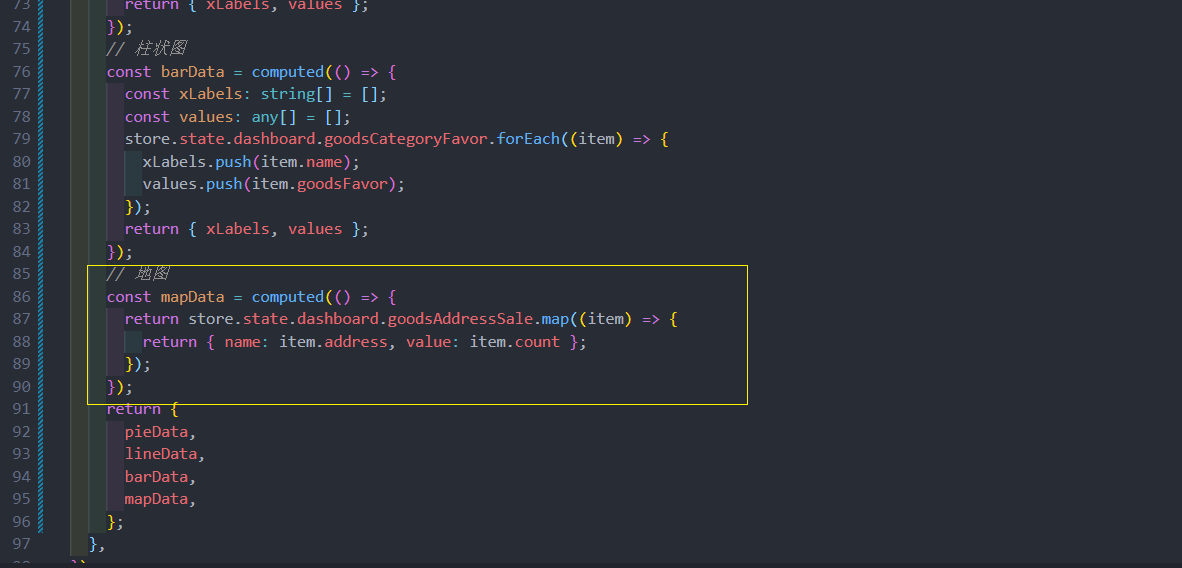 73 return { xLabels, values };
74 });
75 // 柱状图
76 const barData = computed(() => {
77 const xLabels: string[] = [];
78 const values: any[] = [];
79 store.state.dashboard.goodsCategoryFavor.forEach((item) => {
80 xLabels.push(item.name);
81 values.push(item.goodsFavor);
82 });
83 return { xLabels, values };
84 });
85 // 地图
86 const mapData = computed(() => {
87 return store.state.dashboard.goodsAddressSale.map((item) => {
88 return { name: item.address, value: item.count };
89 });
90 });
91 return {
92 pieData,
93 lineData,
94 barData,
95 mapData,
96 };
97 },